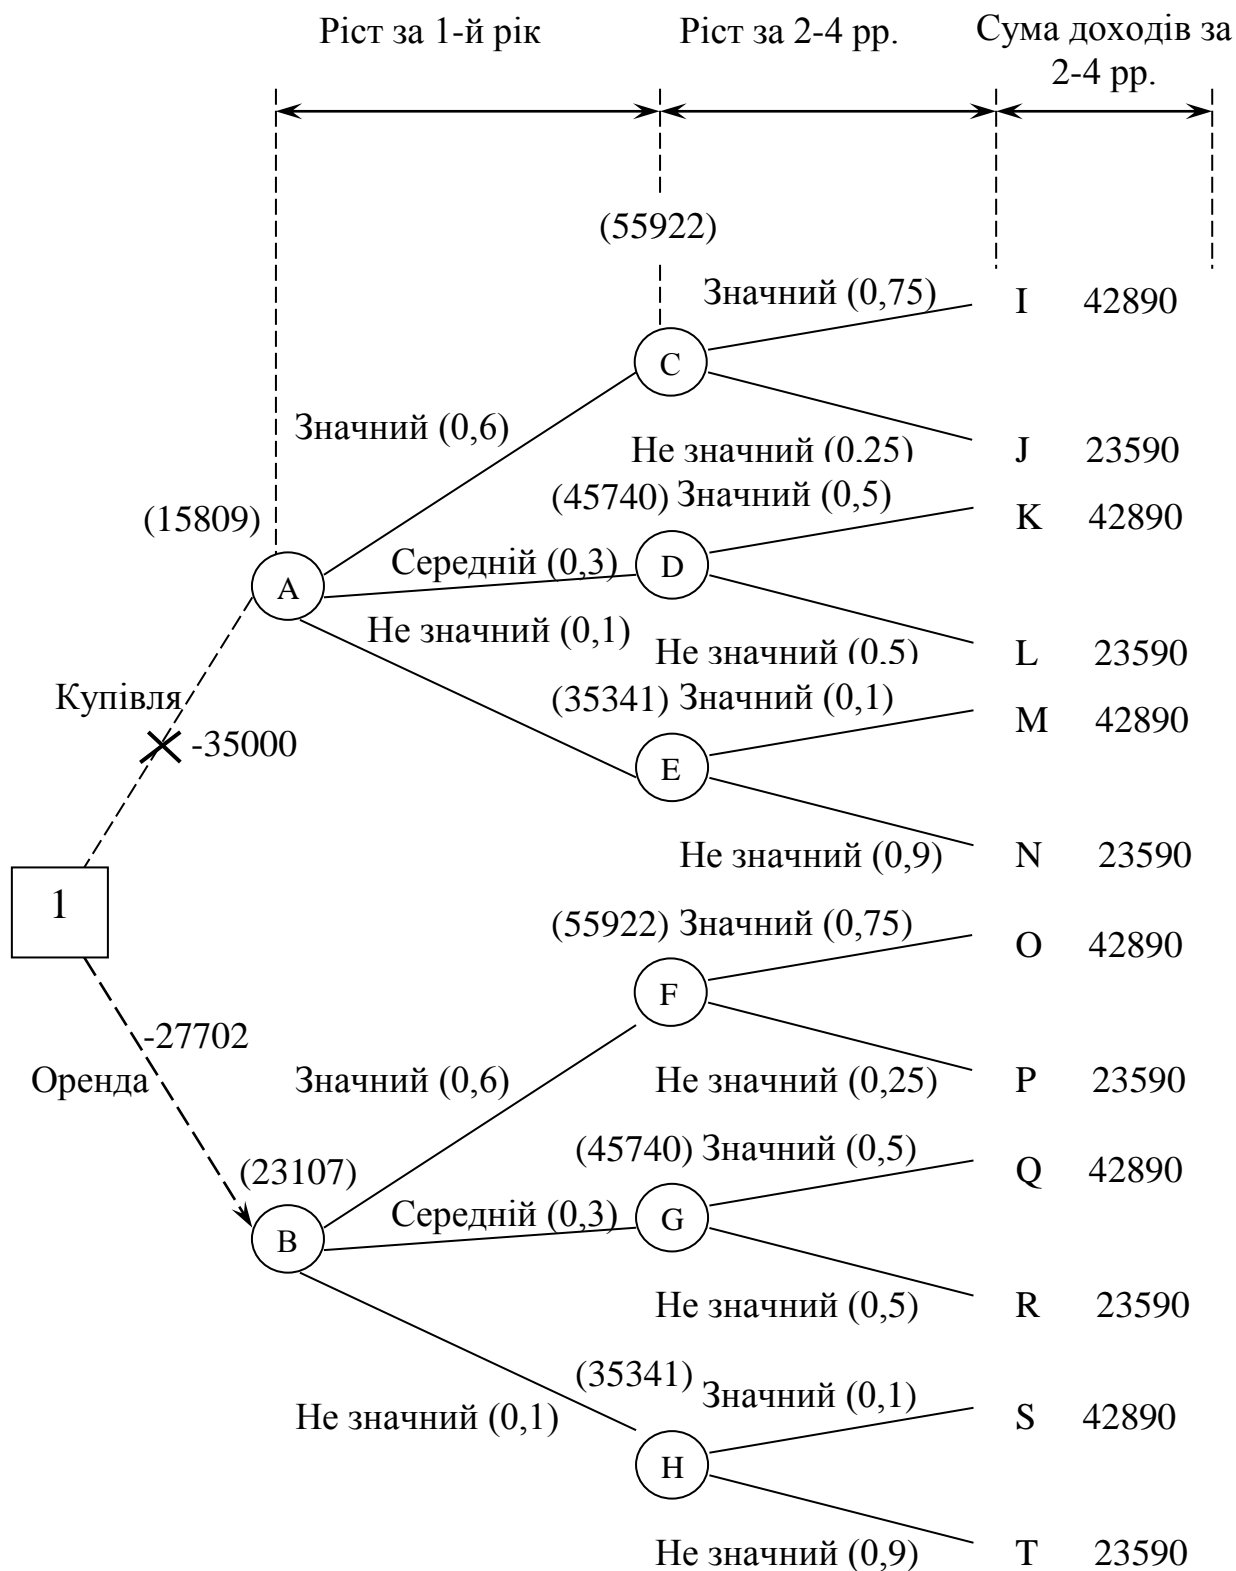 Ріст за 1-й рік
Ріст за 2-4 рр.
Сума доходів за
2-4 рр.
(55922)
Значний (0,75)
I 42890
C
Значний (0,6)
Не значний (0,25)
J 23590
(45740) Значний (0,5)
K 42890
(15809)
Середній (0,3)
D
A
Не значний (0,1)
Не значний (0,5)
L 23590
(35341) Значний (0,1)
M 42890
Купівля
-35000
E
Не значний (0,9)
N 23590
1
(55922) Значний (0,75)
O 42890
F
-27702
Оренда
Значний (0,6)
Не значний (0,25)
P 23590
(45740) Значний (0,5)
Q 42890
(23107)
Середній (0,3)
G
B
Не значний (0,5)
R 23590
(35341)
Значний (0,1)
S 42890
Не значний (0,1)
H
Не значний (0,9)
T 23590